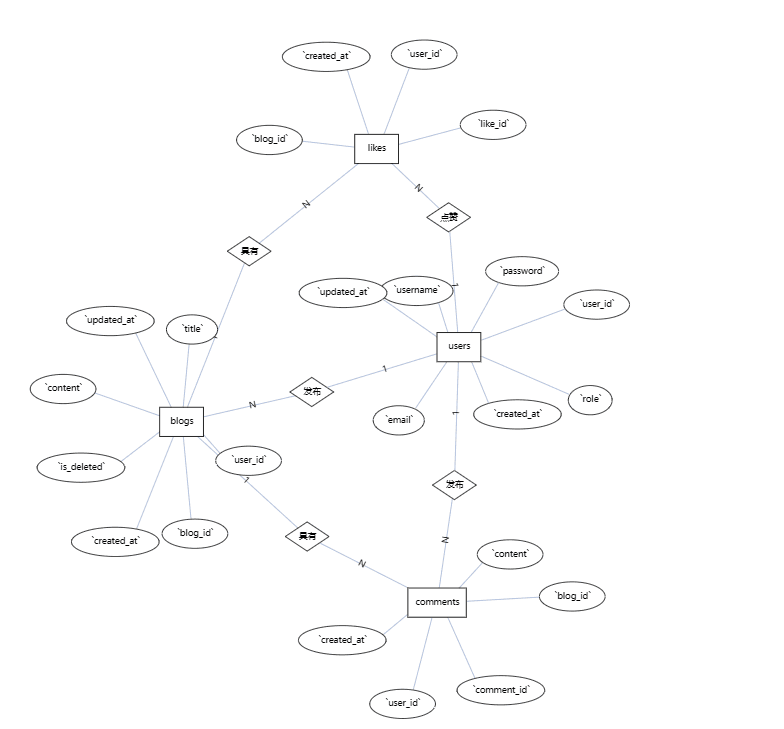 `created_at`
`user_id`
`like_id`
`blog_id`
likes
N
N
点赞
具有
`password`
1
`updated_at`
`username`
`user_id`
`updated_at`
`title`
1
users
1
`content`
发布
`role`
N
`created_at`
1
`email`
blogs
`user_id`
`is_deleted`
1
发布
`blog_id`
具有
`created_at`
N
`content`
N
`blog_id`
comments
`created_at`
`comment_id`
`user_id`